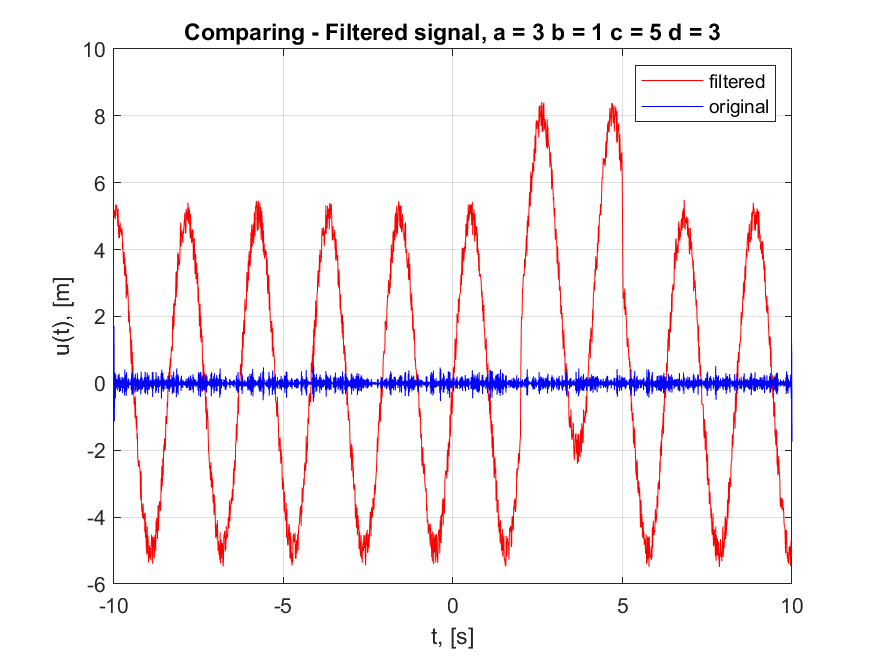 Comparing - Filtered signal, a = 3 b = 1 c = 5 d = 3
10
8
6
4
2
0
-2
-4
-6
u(t), [m]
filtered
original
-10
-5
0
5
10
t, [s]